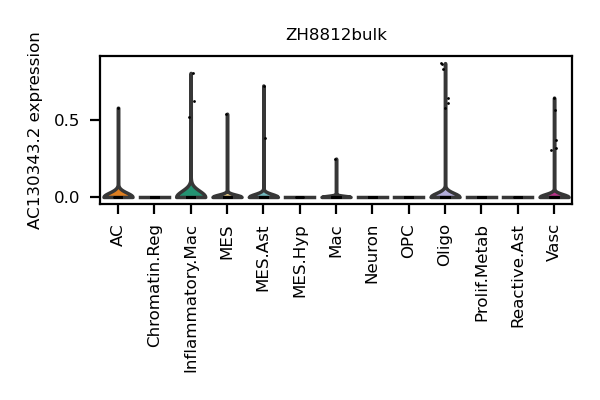 ZH8812bulk
AC130343.2 expression
0.5
0.0
AC
Chromatin.Reg
Inflammatory.Mac
MES
MES.Ast
MES.Hyp
Mac
Neuron
OPC
Oligo
Prolif.Metab
Reactive.Ast
Vasc